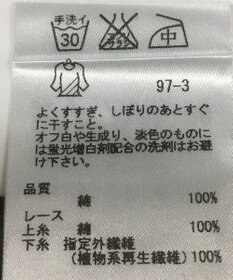 手洗イ
30
中
97-3
よくすすぎ、しぼりのあとすぐ
に干すこと。
オフ白や生成り、淡色のものに
は蛍光増白剤配合の洗剤はお避
け下さい。
品質
綿 100%
レース
上糸 綿 100%
下糸 指定外繊維
(植物系再生繊維)100%